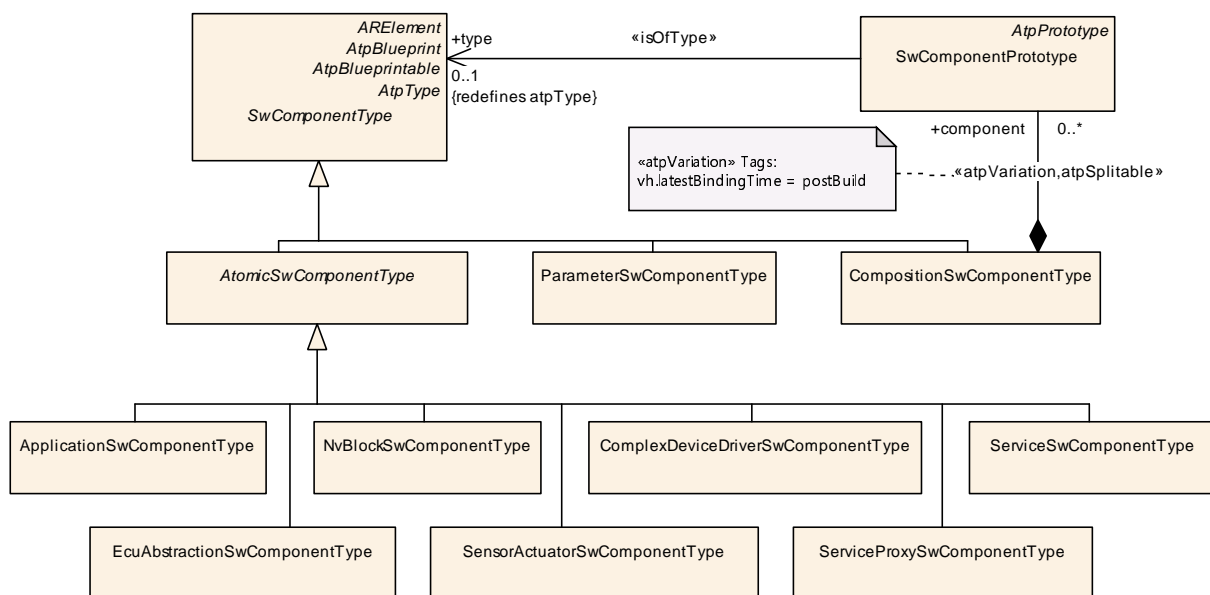 ARElement
AtpBlueprint
AtpBlueprintable
AtpType
SwComponentType
+type
0..1
{redefines atpType}
«isOfType»
AtpPrototype
SwComponentPrototype
+component 0..*
«atpVariation» Tags:
vh.latestBindingTime = postBuild
«atpVariation,atpSplitable»
AtomicSwComponentType
ParameterSwComponentType
CompositionSwComponentType
ApplicationSwComponentType
NvBlockSwComponentType
ComplexDeviceDriverSwComponentType
ServiceSwComponentType
EcuAbstractionSwComponentType
SensorActuatorSwComponentType
ServiceProxySwComponentType